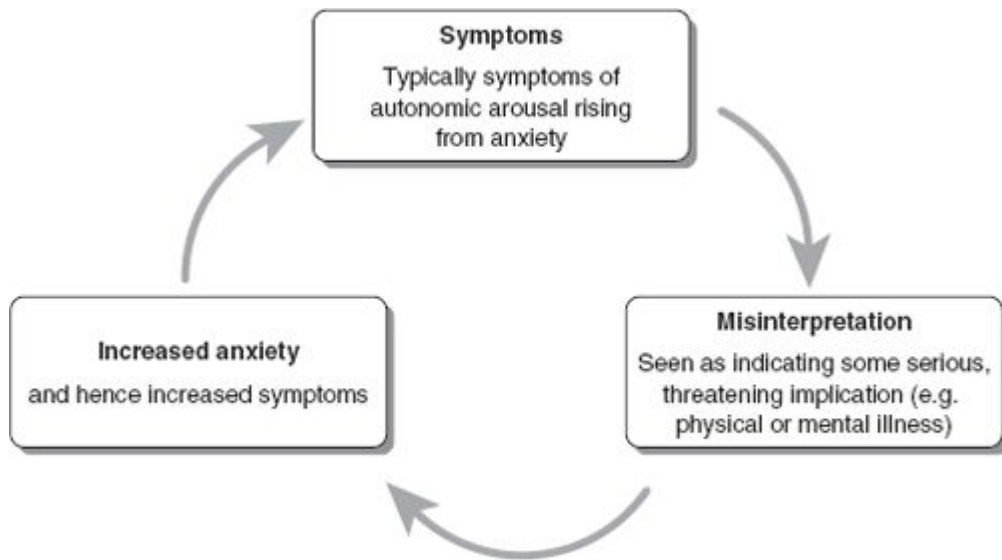 Symptoms
Typically symptoms of
autonomic arousal rising
from anxiety
Increased anxiety
and hence increased symptoms
Misinterpretation
Seen as indicating some serious,
threatening implication (e.g.
physical or mental illness)